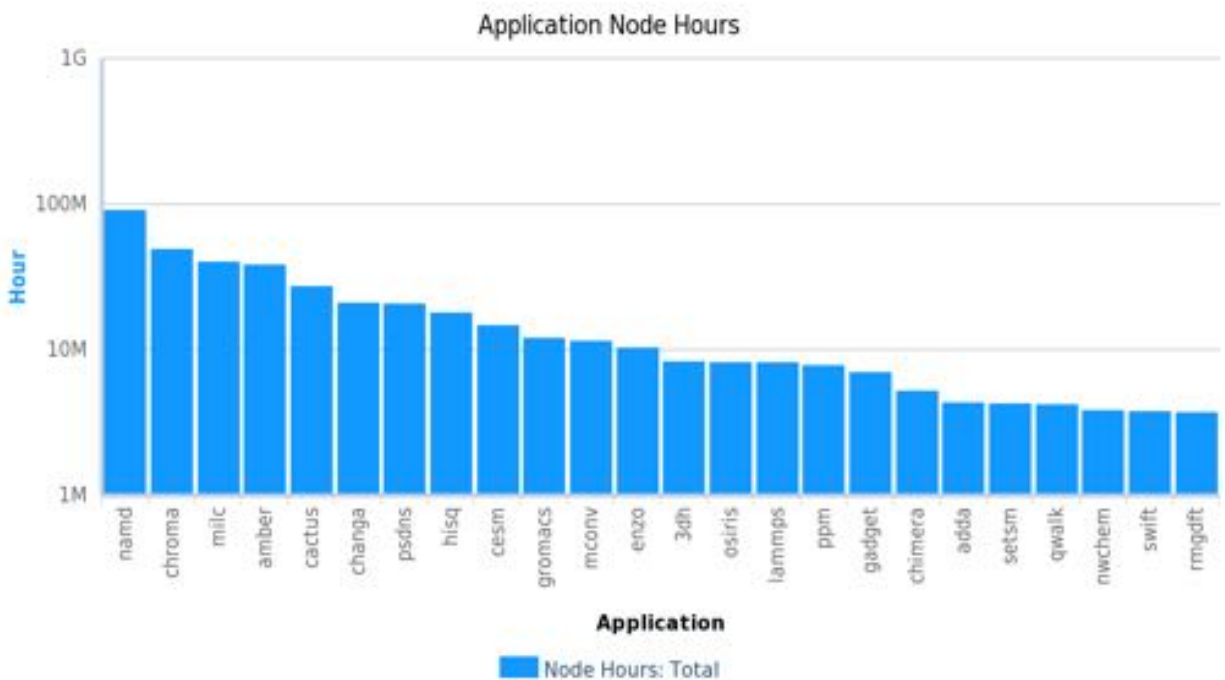 Application Node Hours
1G
100M
10M
1M
Hour
namd
chroma
milc
amber
cactus
changa
psdns
hisq
cesm
gromacs
mconv
enzo
3dh
osiris
lammps
ppm
gadget
chimera
adda
setsm
qwalk
nwchem
swift
rmgdft
Application
Node Hours: Total